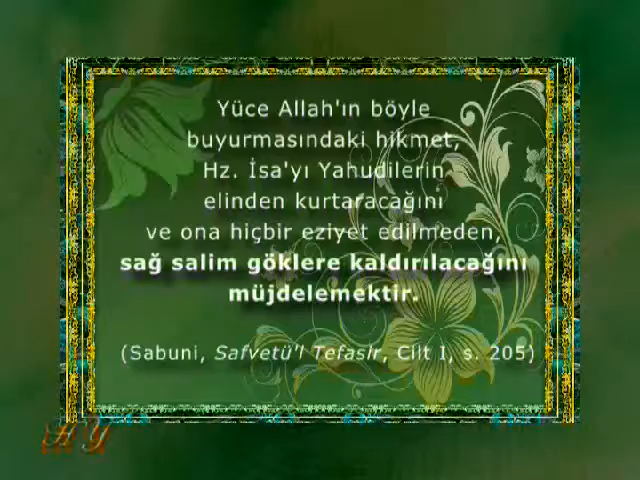 Yüce Allah'ın böyle
buyurmasındaki hikmet,
Hz. İsa'yı Yahudilerin
elinden kurtaracağını
ve ona hiçbir eziyet edilmeden,
sağ salim göklere kaldırılacağını
müjdelemektir.
(Sabuni, Safvetü'l Tefasir, Cilt I, s. 205)
HY